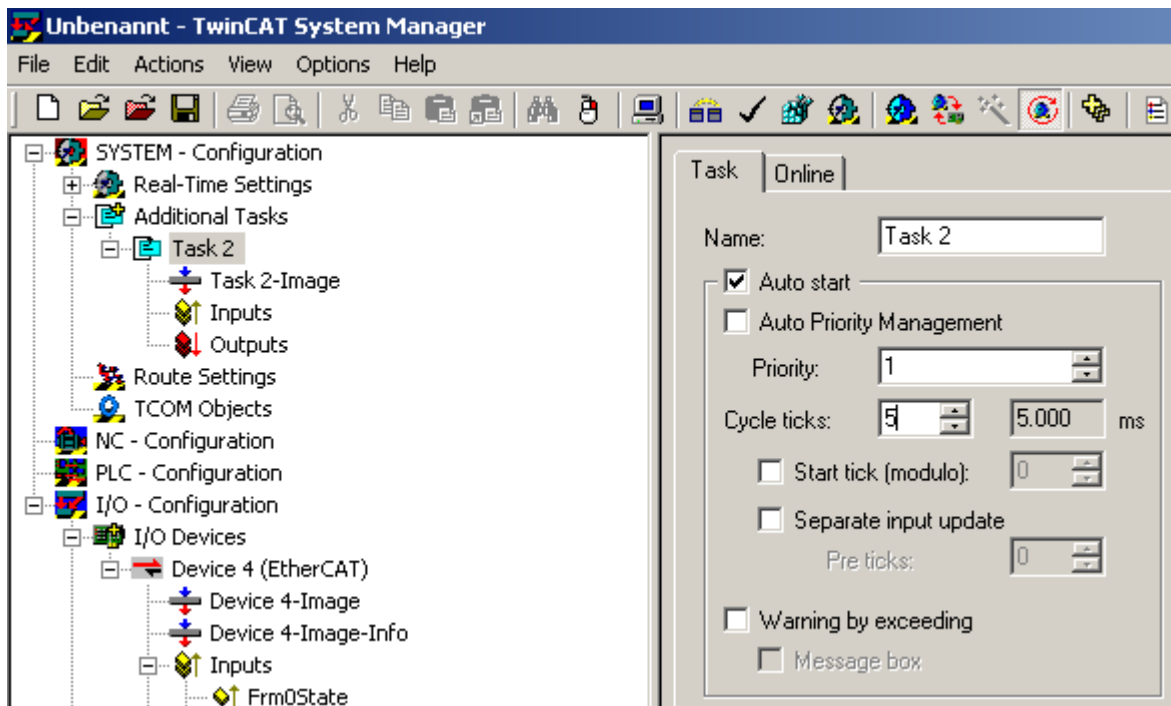 Unbenannt - TwinCAT System Manager
File Edit Actions View Options Help
SYSTEM - Configuration
Real-Time Settings
Additional Tasks
Task 2
Task 2-Image
Inputs
Outputs
Route Settings
TCOM Objects
NC - Configuration
PLC - Configuration
I/O - Configuration
I/O Devices
Device 4 (EtherCAT)
Device 4-Image
Device 4-Image-Info
Inputs
Frm0State
Task Online
Name: Task 2
Auto start
Auto Priority Management
Priority: 1
Cycle ticks: 5 5.000 ms
Start tick (modulo): 0
Separate input update
Pre ticks: 0
Warning by exceeding
Message box